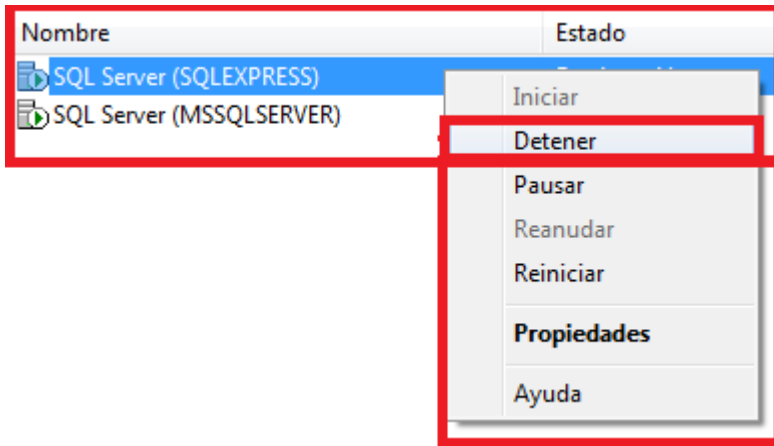 Nombre Estado
SQL Server (SQLEXPRESS)
SQL Server (MSSQLSERVER)
Iniciar
Detener
Pausar
Reanudar
Reiniciar
Propiedades
Ayuda